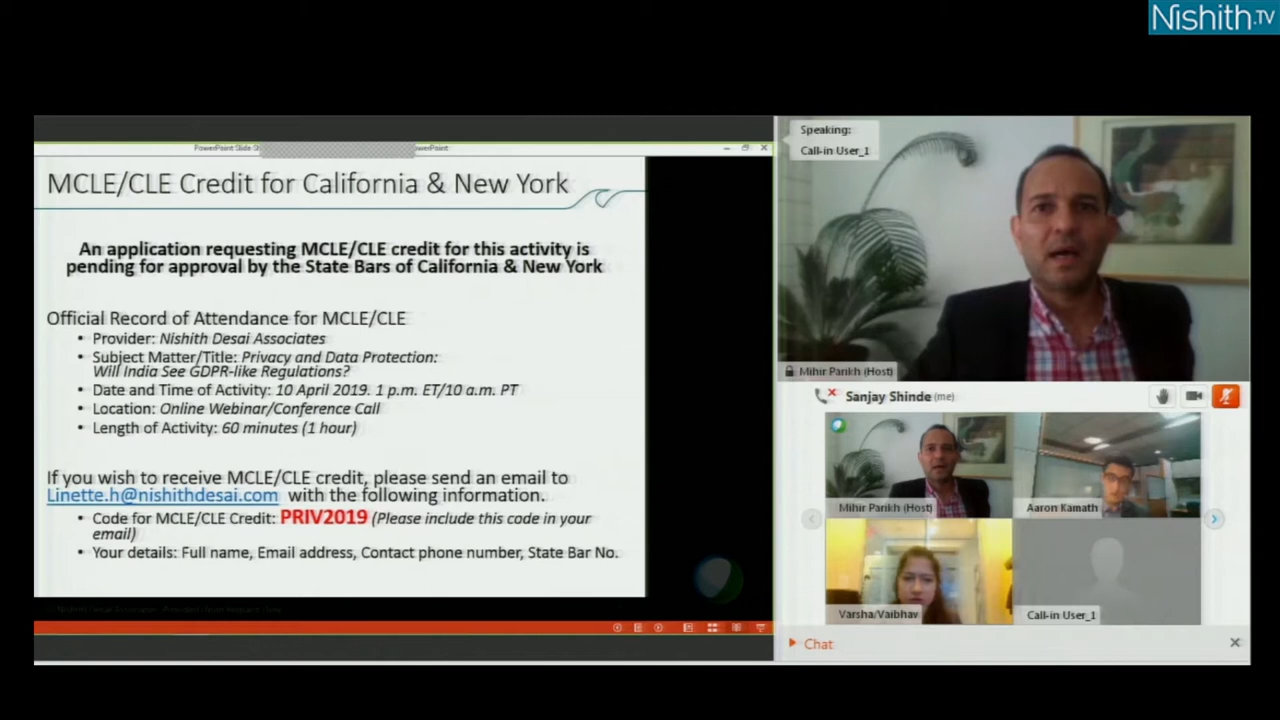 Nishith.TV
PowerPoint Slide S
owerPoint
MCLE/CLE Credit for California & New York
An application requesting MCLE/CLE credit for this activity is
pending for approval by the State Bars of California & New York
Official Record of Attendance for MCLE/CLE
• Provider: Nishith Desai Associates
• Subject Matter/Title: Privacy and Data Protection:
Will India See GDPR-like Regulations?
• Date and Time of Activity: 10 April 2019. 1 p.m. ET/10 a.m. PT
• Location: Online Webinar/Conference Call
• Length of Activity: 60 minutes (1 hour)
If you wish to receive MCLE/CLE credit, please send an email to
Linette.h@nishithdesai.com with the following information.
• Code for MCLE/CLE Credit: PRIV2019 (Please include this code in your
email)
• Your details: Full name, Email address, Contact phone number, State Bar No.
Speaking:
Call-in User_1
Mihir Parikh (Host)
Sanjay Shinde (me)
Mihir Parikh (Host)
Aaron Kamath
Varsha/Vaibhav
Call-in User_1
Chat